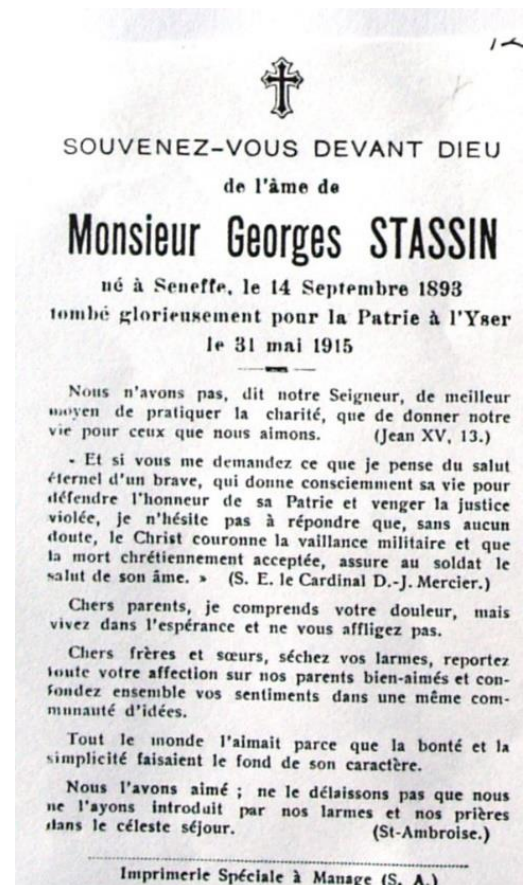 SOUVENEZ-VOUS DEVANT DIEU
de l'âme de
Monsieur Georges STASSIN
né à Seneffe, le 14 Septembre 1893
tombé glorieusement pour la Patrie à l'Yser
le 31 mai 1915
Nous n'avons pas, dit notre Seigneur, de meilleur
moyen de pratiquer la charité, que de donner notre
vie pour ceux que nous aimons. (Jean XV, 13.)
- Et si vous me demandez ce que je pense du salut
éternel d'un brave, qui donne consciemment sa vie pour
défendre l'honneur de sa Patrie et venger la justice
violée, je n'hésite pas à répondre que, sans aucun
doute, le Christ couronne la vaillance militaire et que
la mort chrétiennement acceptée, assure au soldat le
salut de son âme. » (S. E. le Cardinal D.-J. Mercier.)
Chers parents, je comprends votre douleur, mais
vivez dans l'espérance et ne vous affligez pas.
Chers frères et sœurs, séchez vos larmes, reportez
toute votre affection sur nos parents bien-aimés et con-
fondez ensemble vos sentiments dans une même com-
munauté d'idées.
Tout le monde l'aimait parce que la bonté et la
simplicité faisaient le fond de son caractère.
Nous l'avons aimé ; ne le délaissons pas que nous
ne l'ayons introduit par nos larmes et nos prières
dans le céleste séjour. (St-Ambroise.)
Imprimerie Spéciale à Manage (S. A.)